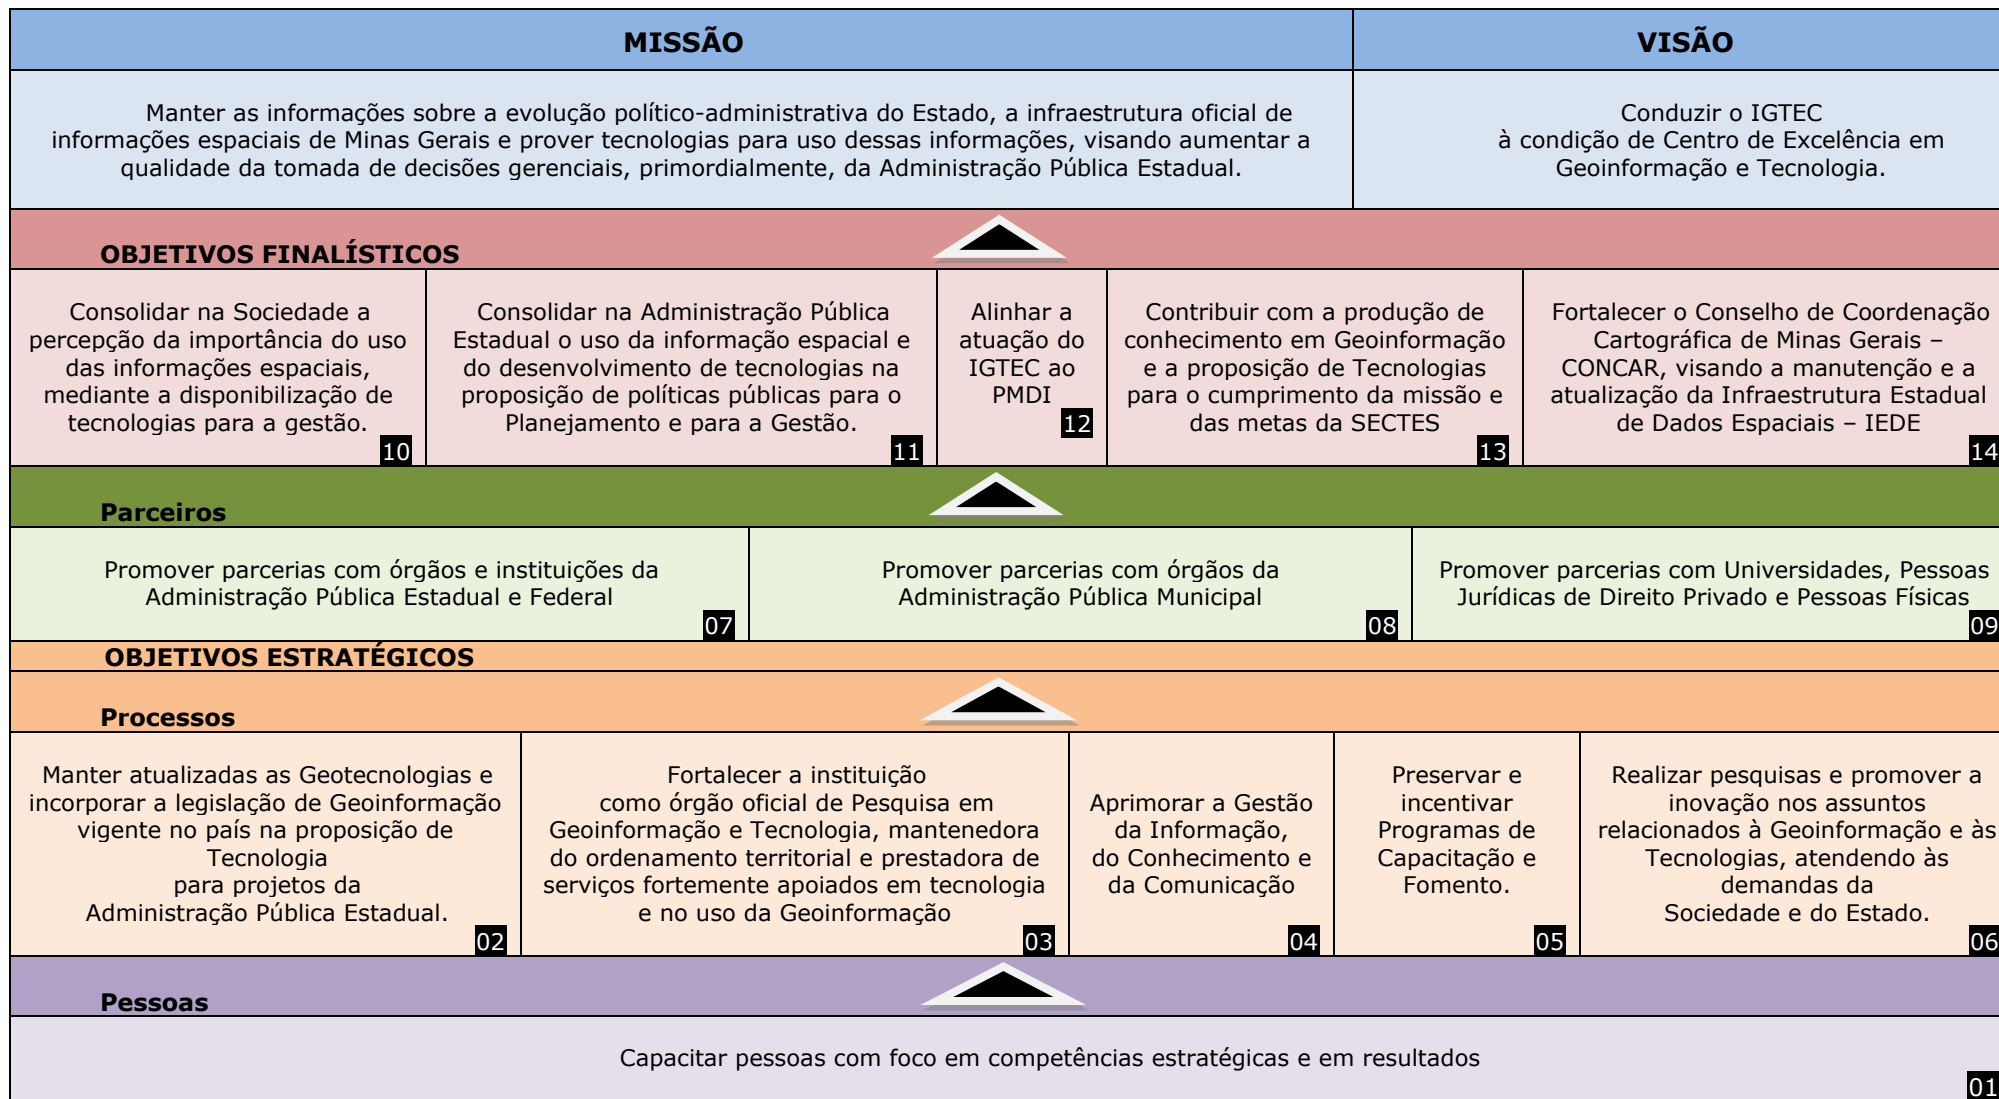 MISSÃO
VISÃO
Manter as informações sobre a evolução político-administrativa do Estado, a infraestrutura oficial de
informações espaciais de Minas Gerais e prover tecnologias para uso dessas informações, visando aumentar a
qualidade da tomada de decisões gerenciais, primordialmente, da Administração Pública Estadual.
Conduzir o IGTEC
à condição de Centro de Excelência em
Geoinformação e Tecnologia.
OBJETIVOS FINALÍSTICOS
Consolidar na Sociedade a
percepção da importância do uso
das informações espaciais,
mediante a disponibilização de
tecnologias para a gestão.
10
Consolidar na Administração Pública
Estadual o uso da informação espacial e
do desenvolvimento de tecnologias na
proposição de políticas públicas para o
Planejamento e para a Gestão.
11
Alinhar a
atuação do
IGTEC ao
PMDI
12
Contribuir com a produção de
conhecimento em Geoinformação
e a proposição de Tecnologias
para o cumprimento da missão e
das metas da SECTES
13
Fortalecer o Conselho de Coordenação
Cartográfica de Minas Gerais –
CONCAR, visando a manutenção e a
atualização da Infraestrutura Estadual
de Dados Espaciais – IEDE
14
Parceiros
Promover parcerias com órgãos e instituições da
Administração Pública Estadual e Federal
07
Promover parcerias com órgãos da
Administração Pública Municipal
08
Promover parcerias com Universidades, Pessoas
Jurídicas de Direito Privado e Pessoas Físicas
09
OBJETIVOS ESTRATÉGICOS
Processos
Manter atualizadas as Geotecnologias e
incorporar a legislação de Geoinformação
vigente no país na proposição de
Tecnologia
para projetos da
Administração Pública Estadual.
02
Fortalecer a instituição
como órgão oficial de Pesquisa em
Geoinformação e Tecnologia, mantenedora
do ordenamento territorial e prestadora de
serviços fortemente apoiados em tecnologia
e no uso da Geoinformação
03
Aprimorar a Gestão
da Informação,
do Conhecimento e
da Comunicação
04
Preservar e
incentivar
Programas de
Capacitação e
Fomento.
05
Realizar pesquisas e promover a
inovação nos assuntos
relacionados à Geoinformação e às
Tecnologias, atendendo às
demandas da
Sociedade e do Estado.
06
Pessoas
Capacitar pessoas com foco em competências estratégicas e em resultados
01